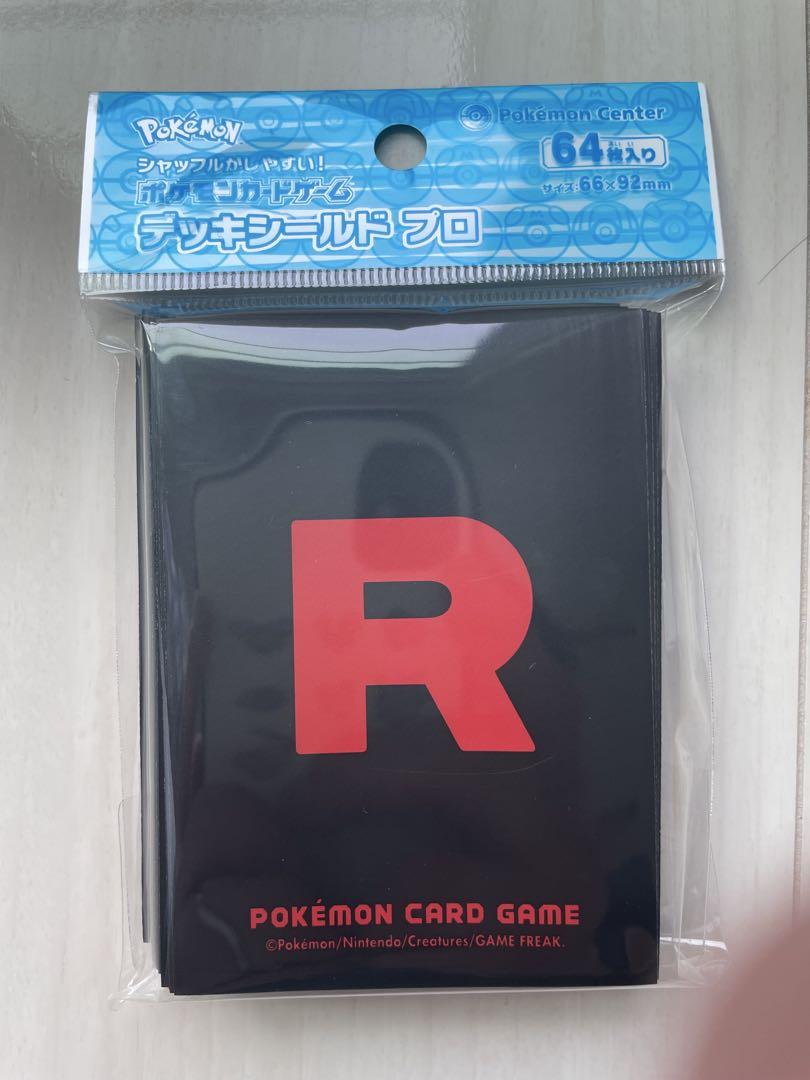 Pokémon
Pokémon Center
シャッフルがしやすい!
ポケモンカードゲーム
デッキシールド プロ
64枚入り
サイズ:66×92mm
R
POKÉMON CARD GAME
©Pokémon/Nintendo/Creatures/GAME FREAK.